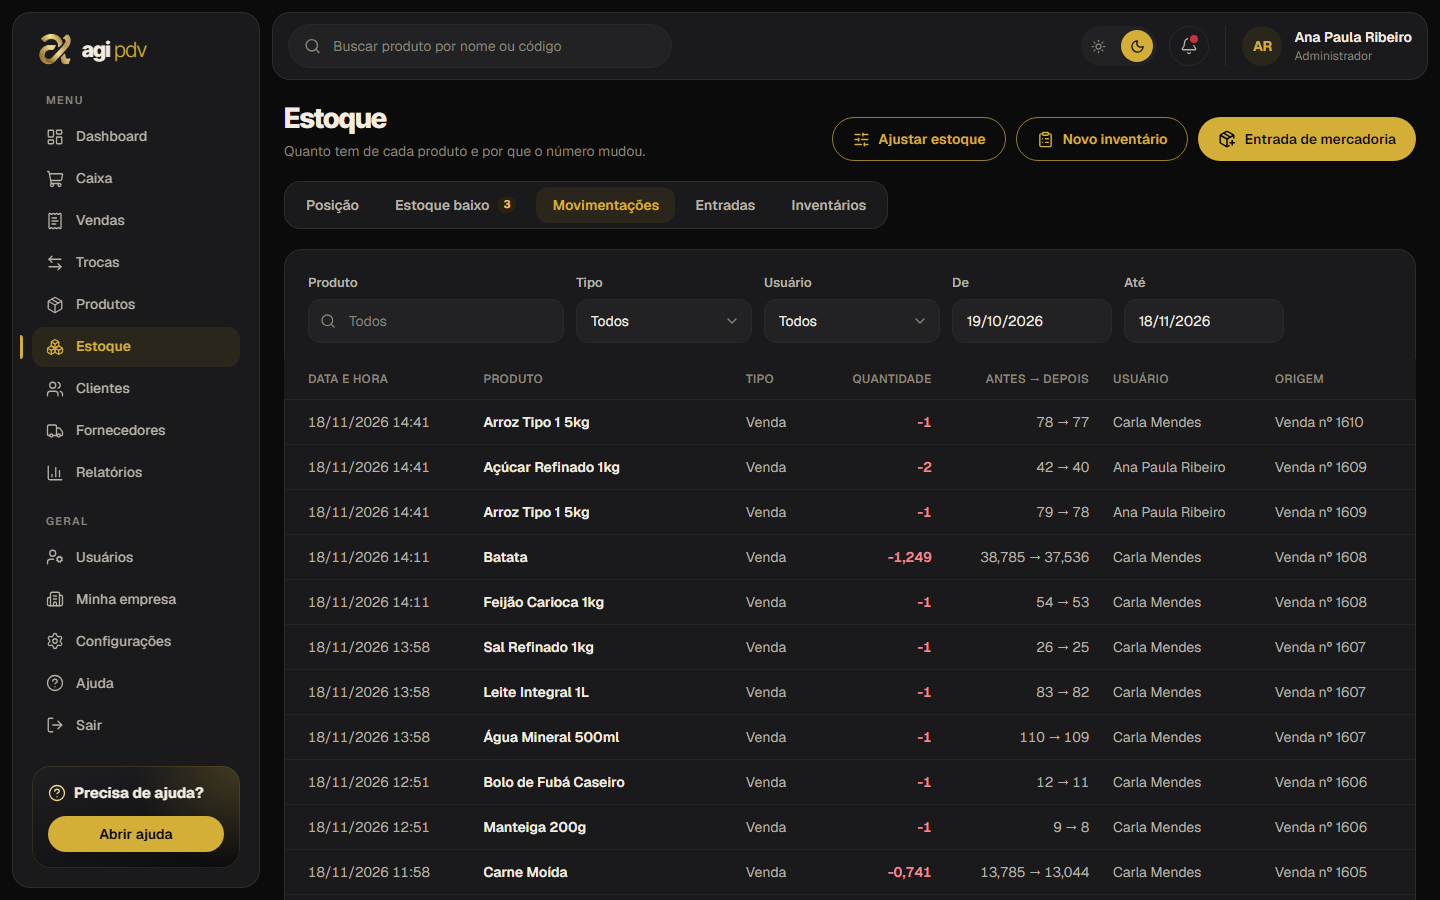 agi pdv
MENU
Dashboard
Caixa
Vendas
Trocas
Produtos
Estoque
Clientes
Fornecedores
Relatórios
GERAL
Usuários
Minha empresa
Configurações
Ajuda
Sair
Precisa de ajuda?
Abrir ajuda
Buscar produto por nome ou código
AR
Ana Paula Ribeiro
Administrador
Estoque
Quanto tem de cada produto e por que o número mudou.
Ajustar estoque
Novo inventário
Entrada de mercadoria
Posição
Estoque baixo 3
Movimentações
Entradas
Inventários
Produto Tipo Usuário De Até
Todos Todos Todos 19/10/2026 18/11/2026
DATA E HORA PRODUTO TIPO QUANTIDADE ANTES → DEPOIS USUÁRIO ORIGEM
18/11/2026 14:41 Arroz Tipo 1 5kg Venda -1 78 → 77 Carla Mendes Venda nº 1610
18/11/2026 14:41 Açúcar Refinado 1kg Venda -2 42 → 40 Ana Paula Ribeiro Venda nº 1609
18/11/2026 14:41 Arroz Tipo 1 5kg Venda -1 79 → 78 Ana Paula Ribeiro Venda nº 1609
18/11/2026 14:11 Batata Venda -1,249 38,785 → 37,536 Carla Mendes Venda nº 1608
18/11/2026 14:11 Feijão Carioca 1kg Venda -1 54 → 53 Carla Mendes Venda nº 1608
18/11/2026 13:58 Sal Refinado 1kg Venda -1 26 → 25 Carla Mendes Venda nº 1607
18/11/2026 13:58 Leite Integral 1L Venda -1 83 → 82 Carla Mendes Venda nº 1607
18/11/2026 13:58 Água Mineral 500ml Venda -1 110 → 109 Carla Mendes Venda nº 1607
18/11/2026 12:51 Bolo de Fubá Caseiro Venda -1 12 → 11 Carla Mendes Venda nº 1606
18/11/2026 12:51 Manteiga 200g Venda -1 9 → 8 Carla Mendes Venda nº 1606
18/11/2026 11:58 Carne Moída Venda -0,741 13,785 → 13,044 Carla Mendes Venda nº 1605